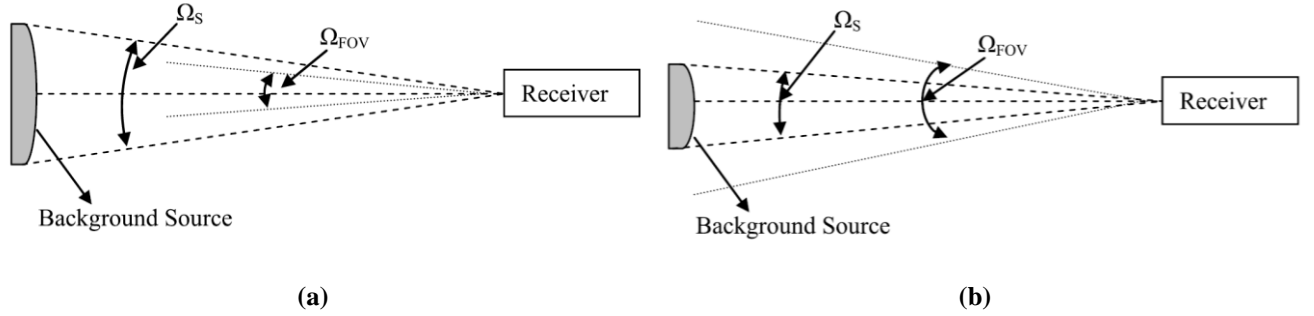 Ω_S
Ω_FOV
Receiver
Background Source
(a)
Ω_S
Ω_FOV
Receiver
Background Source
(b)